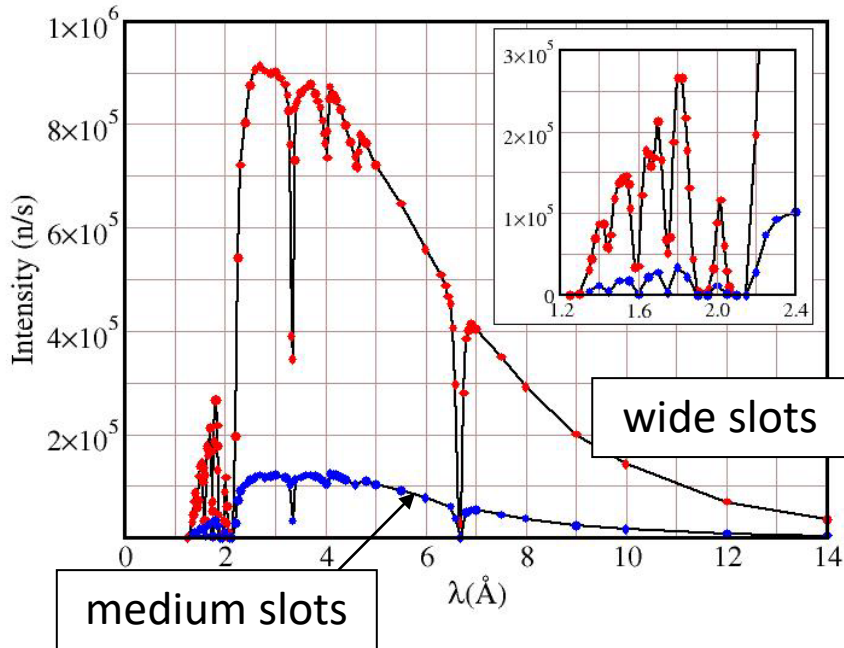 1×10⁶
8×10⁵
6×10⁵
4×10⁵
2×10⁵
Intensity (n/s)
0 2 4 6 8 10 12 14
λ(Å)
3×10⁵
2×10⁵
1×10⁵
0
1.2 1.6 2.0 2.4
wide slots
medium slots